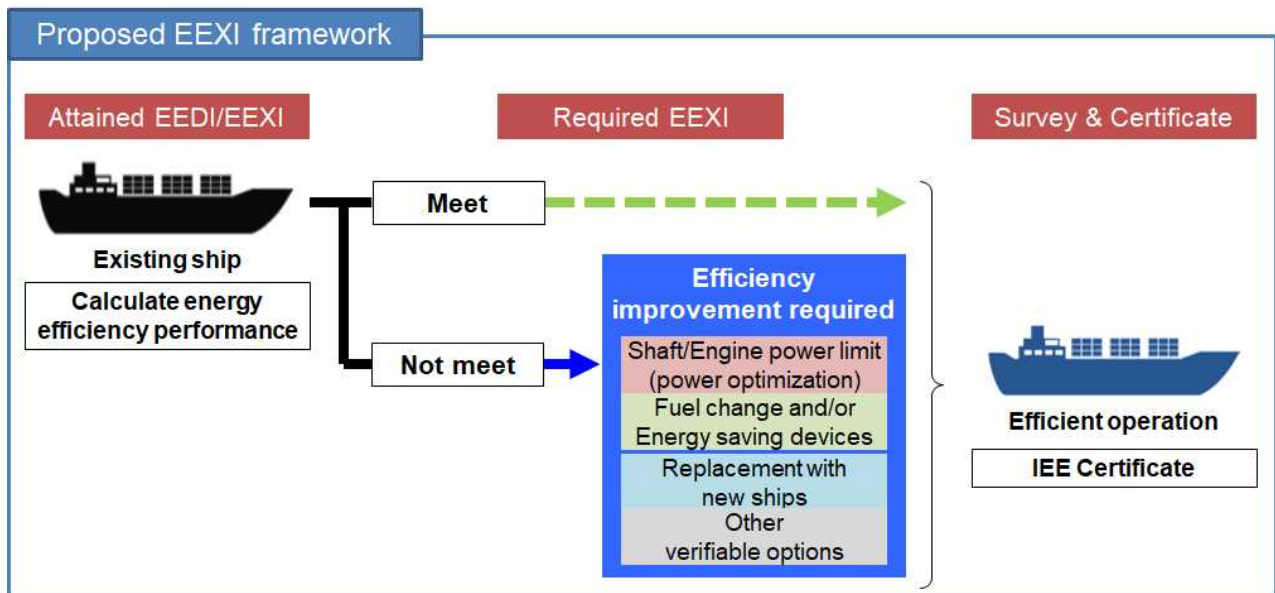 Proposed EEXI framework
Attained EEDI/EEXI
Required EEXI
Survey & Certificate
Existing ship
Calculate energy
efficiency performance
Meet
Not meet
Efficiency
improvement required
Shaft/Engine power limit
(power optimization)
Fuel change and/or
Energy saving devices
Replacement with
new ships
Other
verifiable options
Efficient operation
IEE Certificate